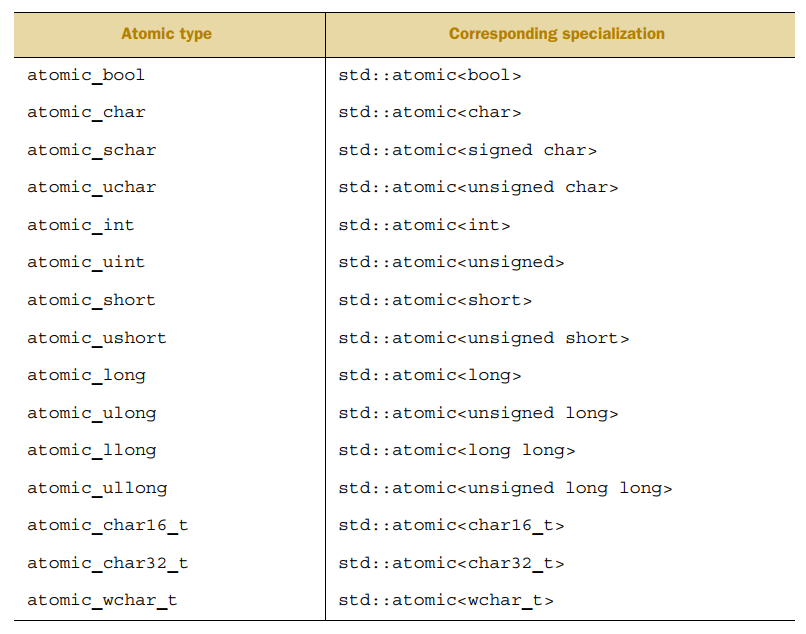 Atomic type Corresponding specialization
atomic_bool std::atomic<bool>
atomic_char std::atomic<char>
atomic_schar std::atomic<signed char>
atomic_uchar std::atomic<unsigned char>
atomic_int std::atomic<int>
atomic_uint std::atomic<unsigned>
atomic_short std::atomic<short>
atomic_ushort std::atomic<unsigned short>
atomic_long std::atomic<long>
atomic_ulong std::atomic<unsigned long>
atomic_llong std::atomic<long long>
atomic_ullong std::atomic<unsigned long long>
atomic_char16_t std::atomic<char16_t>
atomic_char32_t std::atomic<char32_t>
atomic_wchar_t std::atomic<wchar_t>